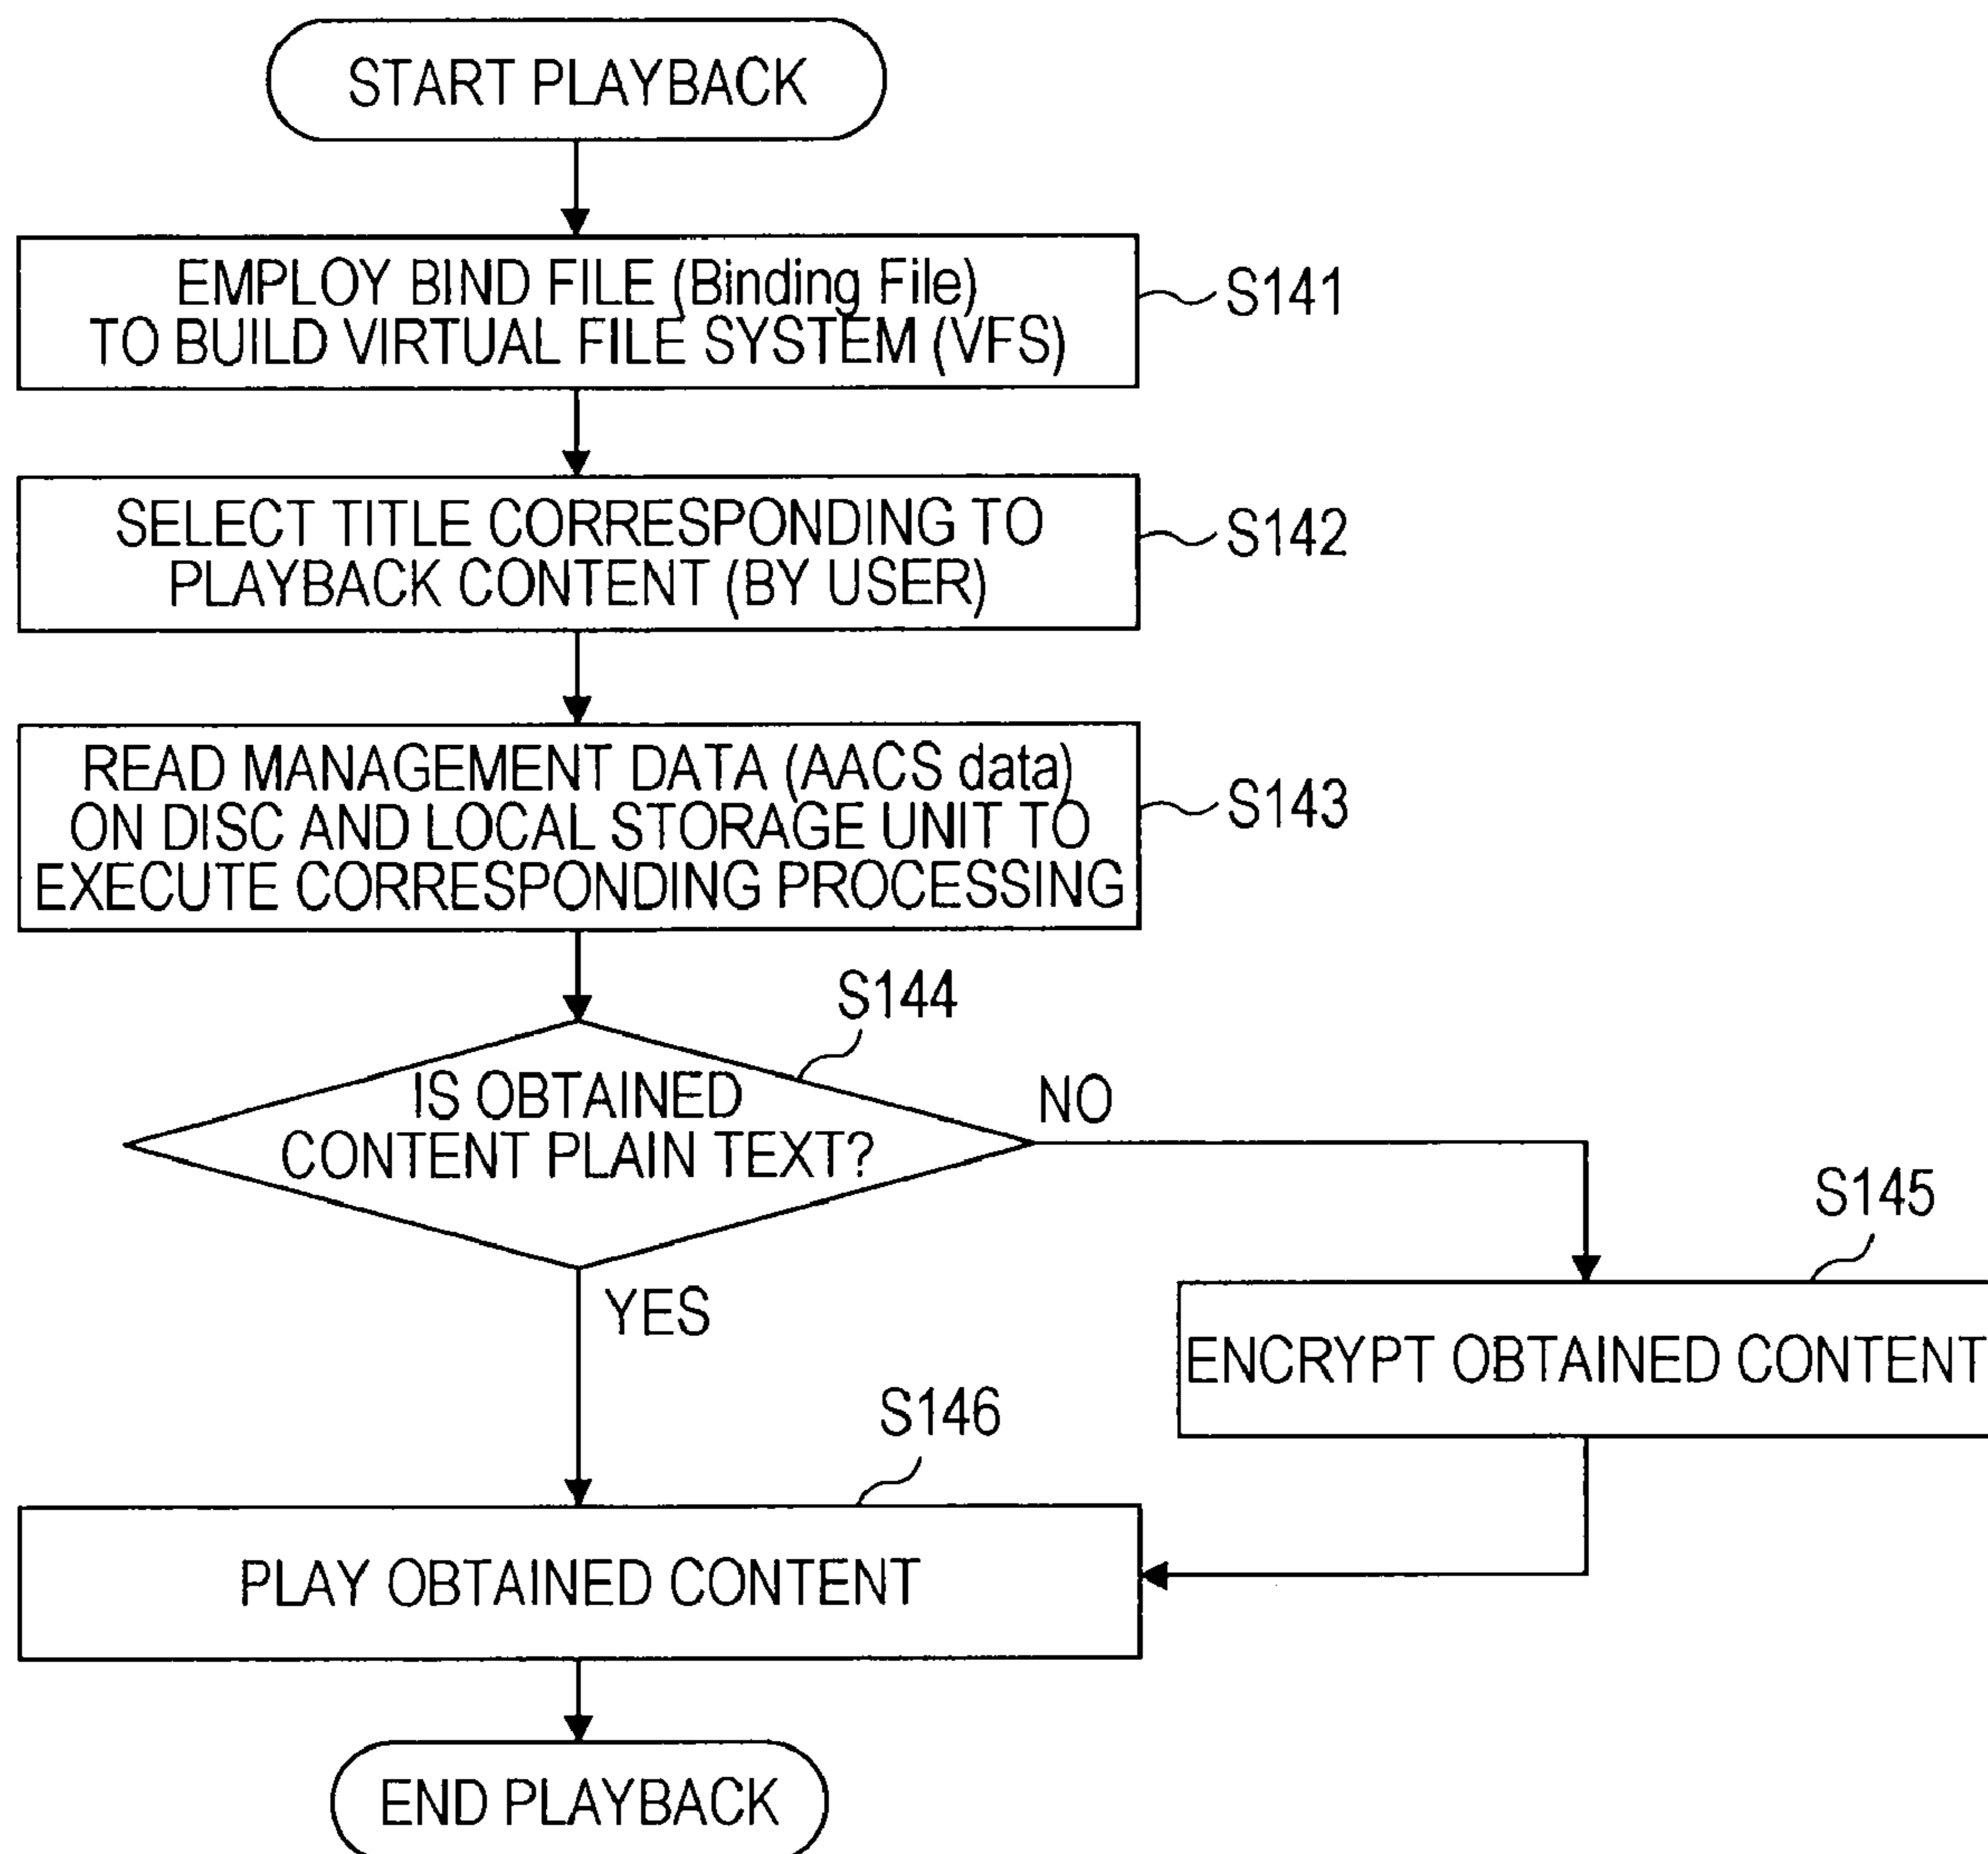 START PLAYBACK
EMPLOY BIND FILE (Binding File)
TO BUILD VIRTUAL FILE SYSTEM (VFS)
S141
SELECT TITLE CORRESPONDING TO
PLAYBACK CONTENT (BY USER)
S142
READ MANAGEMENT DATA (AACS data)
ON DISC AND LOCAL STORAGE UNIT TO
EXECUTE CORRESPONDING PROCESSING
S143
S144
IS OBTAINED
CONTENT PLAIN TEXT?
NO
YES
S145
ENCRYPT OBTAINED CONTENT
S146
PLAY OBTAINED CONTENT
END PLAYBACK